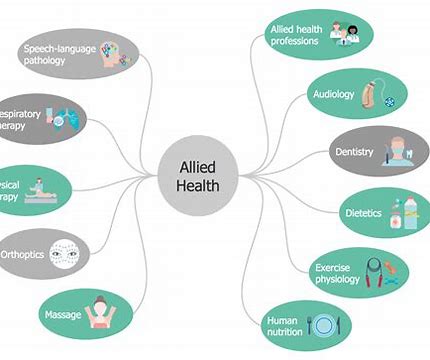 Speech-language
pathology
espiratory
herapy
ysical
rapy
Orthoptics
Massage
Allied
Health
Allied health
professions
Audiology
Dentistry
Dietetics
Exercise
physiology
Human
nutrition